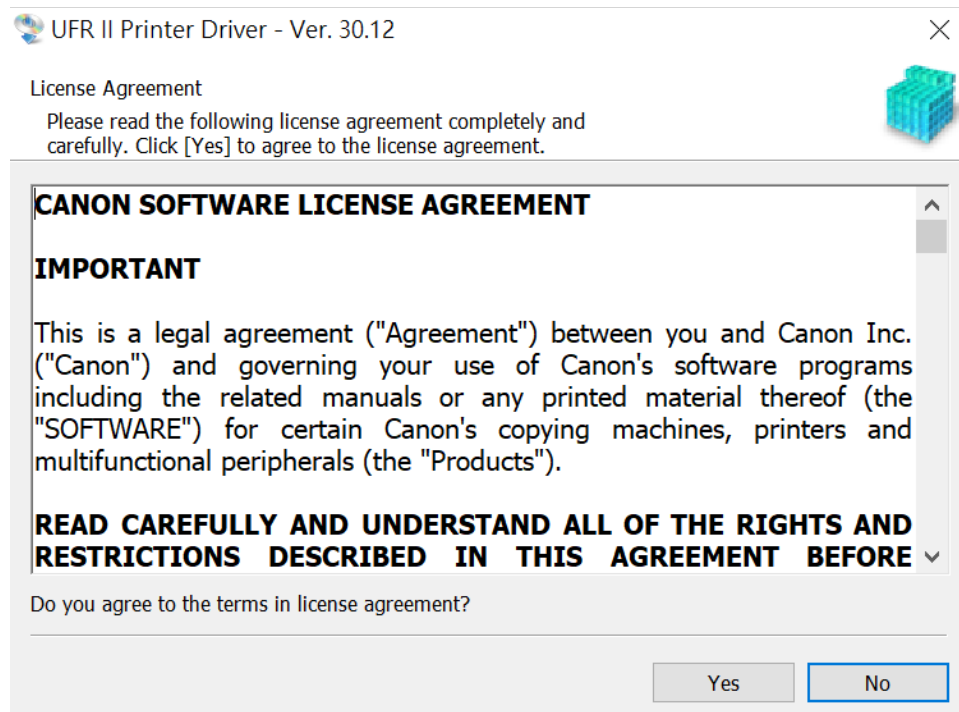 UFR II Printer Driver - Ver. 30.12
License Agreement
Please read the following license agreement completely and
carefully. Click [Yes] to agree to the license agreement.
CANON SOFTWARE LICENSE AGREEMENT
IMPORTANT
This is a legal agreement ("Agreement") between you and Canon Inc.
("Canon") and governing your use of Canon's software programs
including the related manuals or any printed material thereof (the
"SOFTWARE") for certain Canon's copying machines, printers and
multifunctional peripherals (the "Products").
READ CAREFULLY AND UNDERSTAND ALL OF THE RIGHTS AND
RESTRICTIONS DESCRIBED IN THIS AGREEMENT BEFORE
Do you agree to the terms in license agreement?
Yes
No